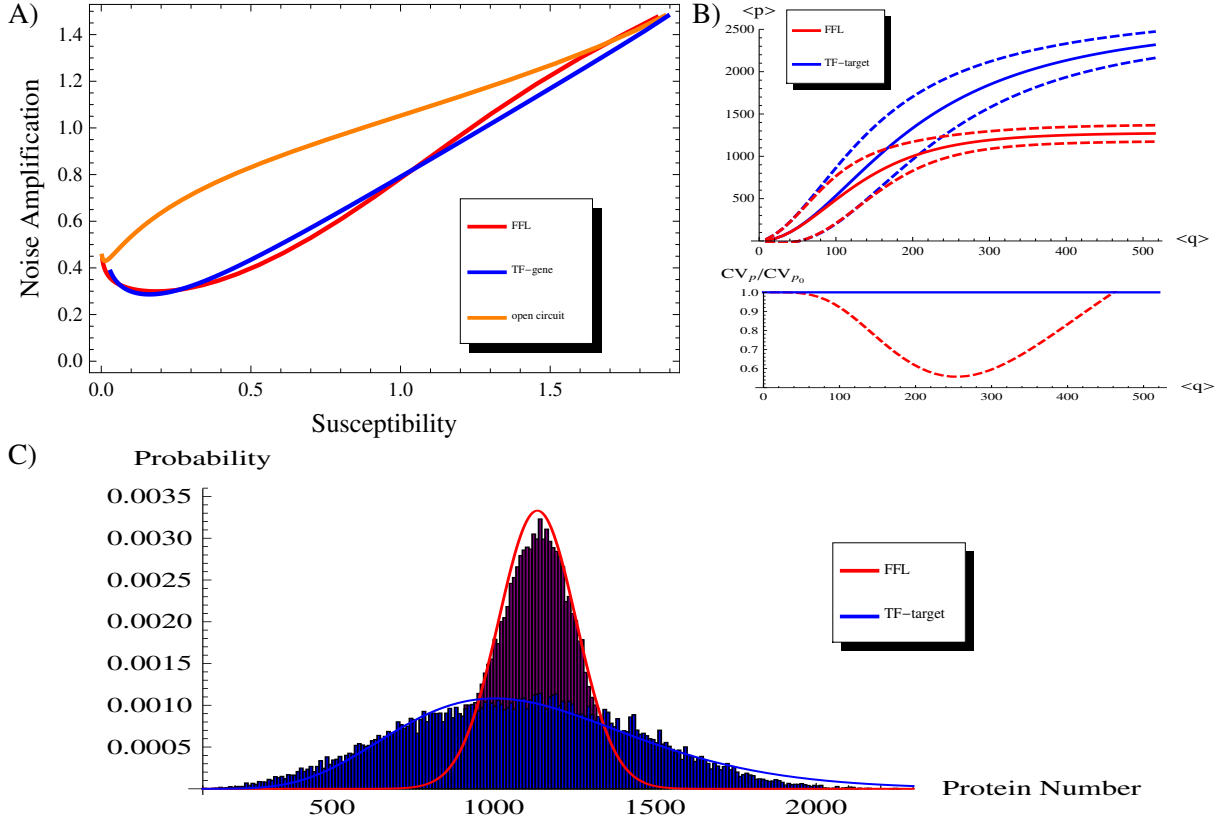 A)
1.4
1.2
1.0
0.8
0.6
0.4
0.2
0.0
Noise Amplification
0.0 0.5 1.0 1.5
Susceptibility
FFL
TF-gene
open circuit
B)
<p>
2500
2000
1500
1000
500
0 100 200 300 400 500
<q>
FFL
TF-target
CVp/CVp0
1.0
0.9
0.8
0.7
0.6
0 100 200 300 400 500
<q>
C)
Probability
0.0035
0.0030
0.0025
0.0020
0.0015
0.0010
0.0005
500 1000 1500 2000
Protein Number
FFL
TF-target